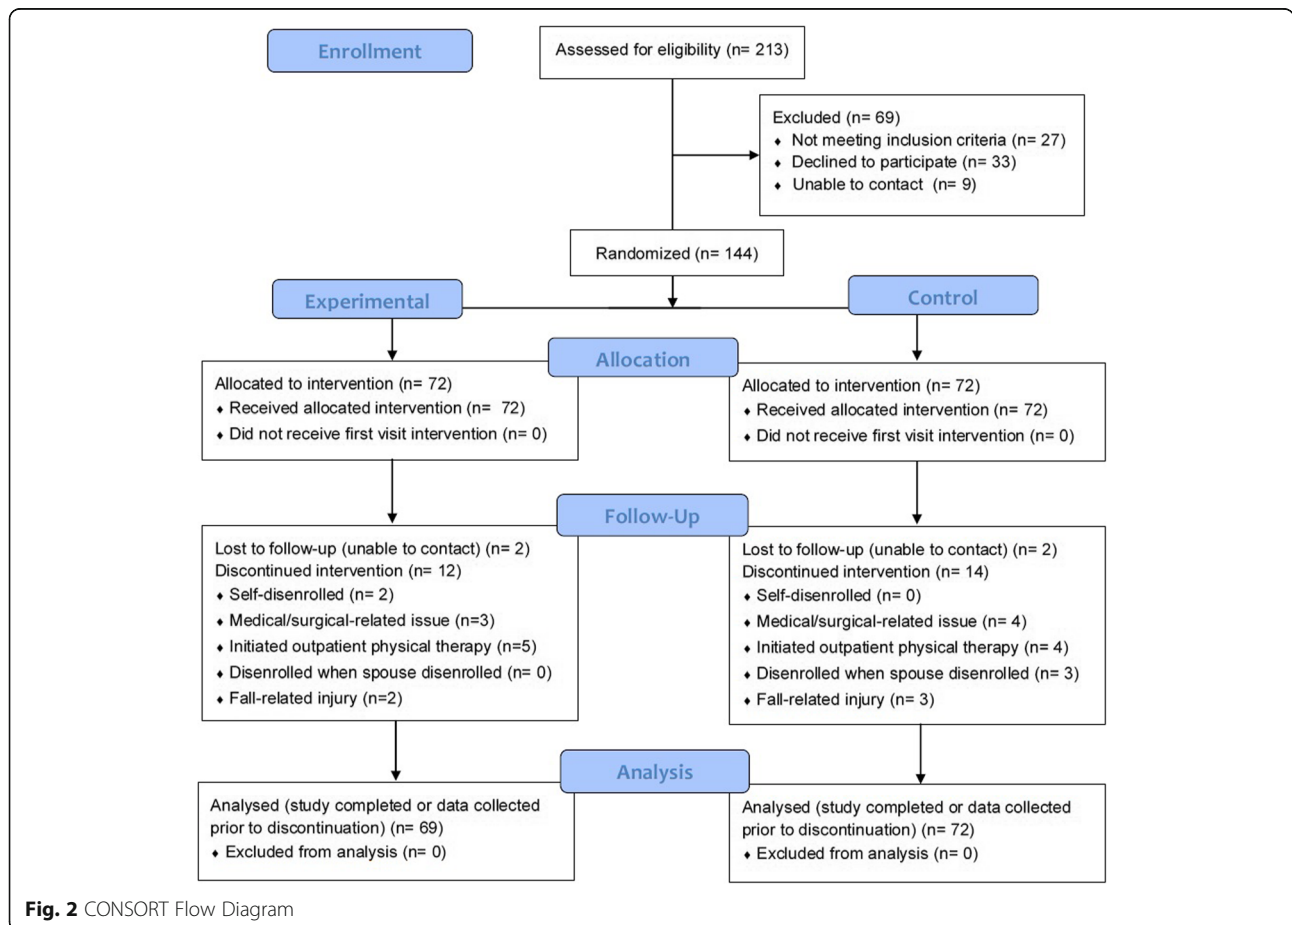 Enrollment
Assessed for eligibility (n= 213)
Excluded (n= 69)
♦ Not meeting inclusion criteria (n= 27)
♦ Declined to participate (n= 33)
♦ Unable to contact (n= 9)
Randomized (n= 144)
Experimental
Control
Allocation
Allocated to intervention (n= 72)
♦ Received allocated intervention (n= 72)
♦ Did not receive first visit intervention (n= 0)
Allocated to intervention (n= 72)
♦ Received allocated intervention (n= 72)
♦ Did not receive first visit intervention (n= 0)
Follow-Up
Lost to follow-up (unable to contact) (n= 2)
Discontinued intervention (n= 12)
♦ Self-disenrolled (n= 2)
♦ Medical/surgical-related issue (n=3)
♦ Initiated outpatient physical therapy (n=5)
♦ Disenrolled when spouse disenrolled (n= 0)
♦ Fall-related injury (n=2)
Lost to follow-up (unable to contact) (n= 2)
Discontinued intervention (n= 14)
♦ Self-disenrolled (n= 0)
♦ Medical/surgical-related issue (n= 4)
♦ Initiated outpatient physical therapy (n= 4)
♦ Disenrolled when spouse disenrolled (n= 3)
♦ Fall-related injury (n= 3)
Analysis
Analysed (study completed or data collected
prior to discontinuation) (n= 69)
♦ Excluded from analysis (n= 0)
Analysed (study completed or data collected
prior to discontinuation) (n= 72)
♦ Excluded from analysis (n= 0)
Fig. 2 CONSORT Flow Diagram